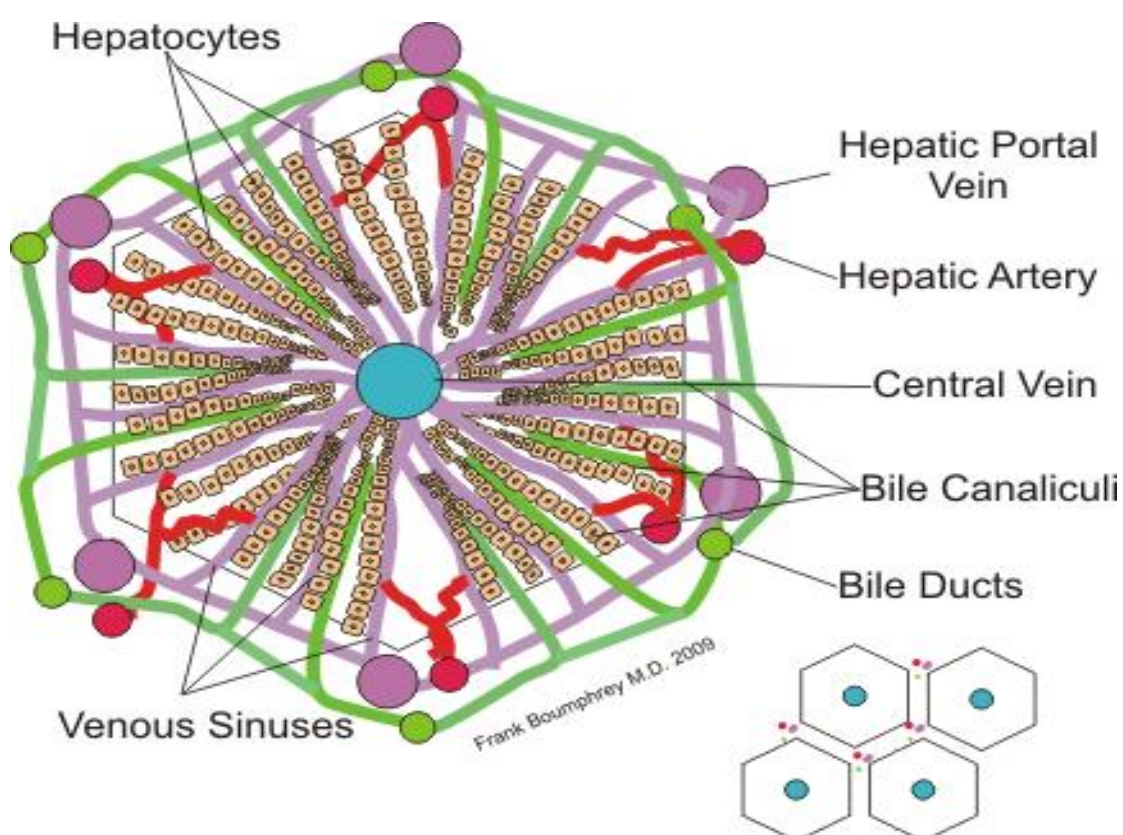 Hepatocytes
Hepatic Portal
Vein
Hepatic Artery
Central Vein
Bile Canaliculi
Bile Ducts
Venous Sinuses
Frank Boumphrey M.D. 2009